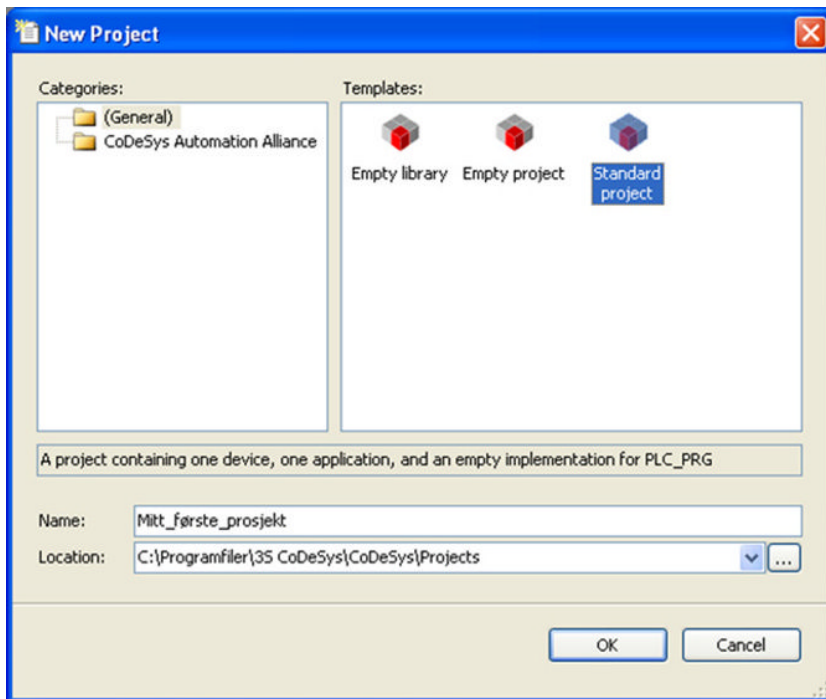 New Project
Categories:
(General)
CoDeSys Automation Alliance
Templates:
Empty library
Empty project
Standard
project
A project containing one device, one application, and an empty implementation for PLC_PRG
Name:
Mitt_første_prosjekt
Location:
C:\Programfiler\3S CoDeSys\CoDeSys\Projects
...
OK
Cancel